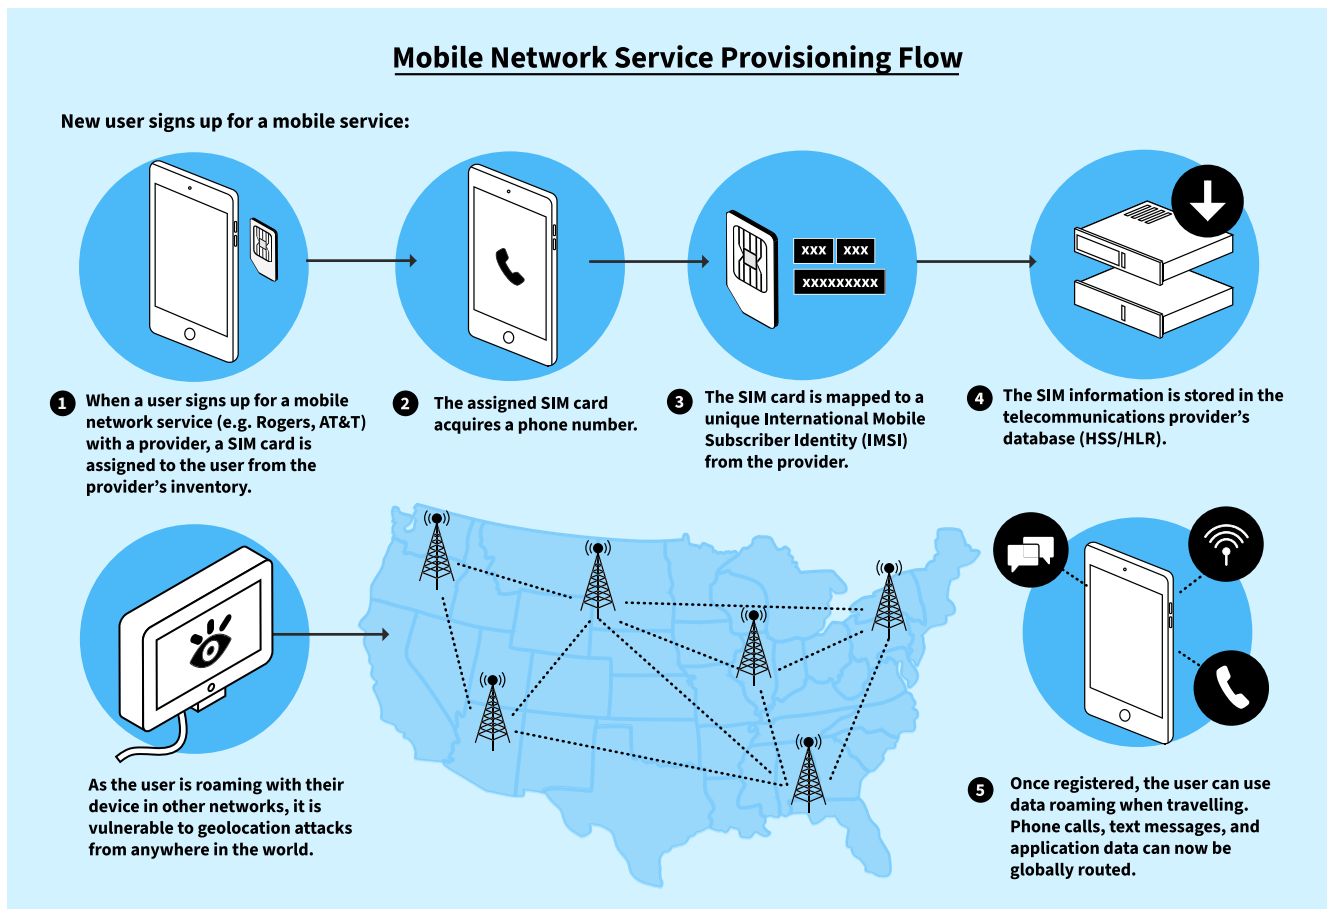 Mobile Network Service Provisioning Flow
New user signs up for a mobile service:
xxx xxx
xxxxxxxxx
1 When a user signs up for a mobile
network service (e.g. Rogers, AT&T)
with a provider, a SIM card is
assigned to the user from the
provider's inventory.
2 The assigned SIM card
acquires a phone number.
3 The SIM card is mapped to a
unique International Mobile
Subscriber Identity (IMSI)
from the provider.
4 The SIM information is stored in the
telecommunications provider's
database (HSS/HLR).
As the user is roaming with their
device in other networks, it is
vulnerable to geolocation attacks
from anywhere in the world.
5 Once registered, the user can use
data roaming when travelling.
Phone calls, text messages, and
application data can now be
globally routed.